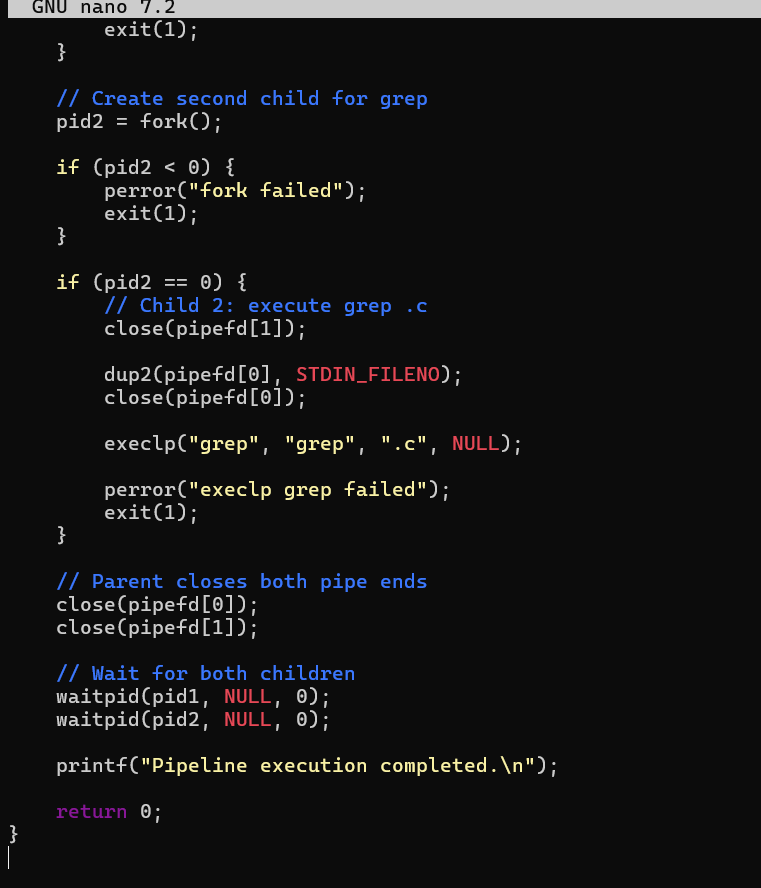 GNU nano 7.2
        exit(1);
    }

    // Create second child for grep
    pid2 = fork();

    if (pid2 < 0) {
        perror("fork failed");
        exit(1);
    }

    if (pid2 == 0) {
        // Child 2: execute grep .c
        close(pipefd[1]);

        dup2(pipefd[0], STDIN_FILENO);
        close(pipefd[0]);

        execlp("grep", "grep", ".c", NULL);

        perror("execlp grep failed");
        exit(1);
    }

    // Parent closes both pipe ends
    close(pipefd[0]);
    close(pipefd[1]);

    // Wait for both children
    waitpid(pid1, NULL, 0);
    waitpid(pid2, NULL, 0);

    printf("Pipeline execution completed.\n");

    return 0;
}